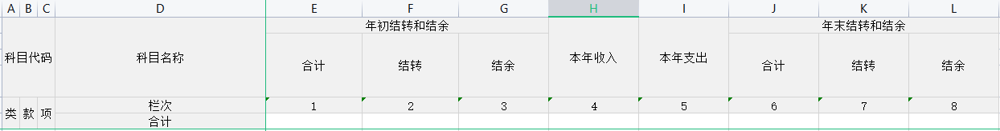 A B C D E F G H I J K L
年初结转和结余 年末结转和结余
科目代码 科目名称 合计 结转 结余 本年收入 本年支出 合计 结转 结余
类 款 项 栏次 1 2 3 4 5 6 7 8
合计